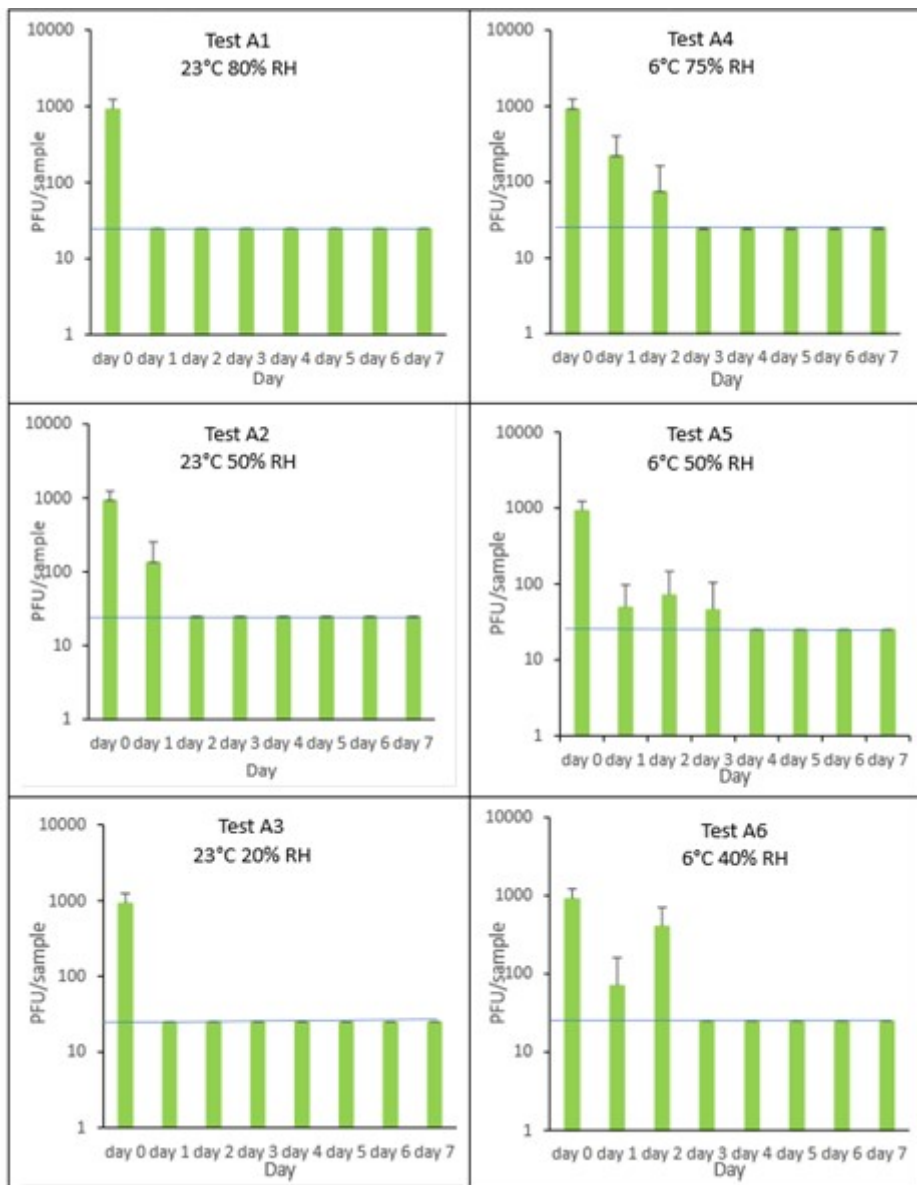 Test A1
23°C 80% RH
10000
1000
100
10
1
PFU/sample
day 0 day 1 day 2 day 3 day 4 day 5 day 6 day 7
Day
Test A4
6°C 75% RH
10000
1000
100
10
1
PFU/sample
day 0 day 1 day 2 day 3 day 4 day 5 day 6 day 7
Day
Test A2
23°C 50% RH
10000
1000
100
10
1
PFU/sample
day 0 day 1 day 2 day 3 day 4 day 5 day 6 day 7
Day
Test A5
6°C 50% RH
10000
1000
100
10
1
PFU/sample
day 0 day 1 day 2 day 3 day 4 day 5 day 6 day 7
Day
Test A3
23°C 20% RH
10000
1000
100
10
1
PFU/sample
day 0 day 1 day 2 day 3 day 4 day 5 day 6 day 7
Day
Test A6
6°C 40% RH
10000
1000
100
10
1
PFU/sample
day 0 day 1 day 2 day 3 day 4 day 5 day 6 day 7
Day